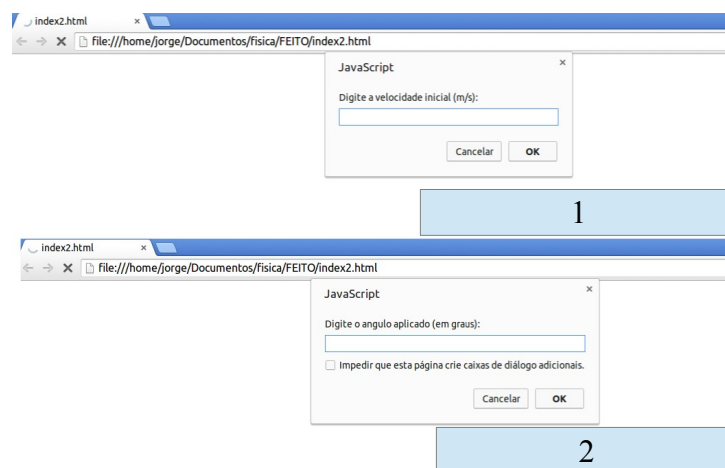 index2.html ×
file:///home/jorge/Documentos/fisica/FEITO/index2.html
JavaScript ×
Digite a velocidade inicial (m/s):
Cancelar OK
1
index2.html ×
file:///home/jorge/Documentos/fisica/FEITO/index2.html
JavaScript ×
Digite o angulo aplicado (em graus):
Impedir que esta página crie caixas de diálogo adicionais.
Cancelar OK
2